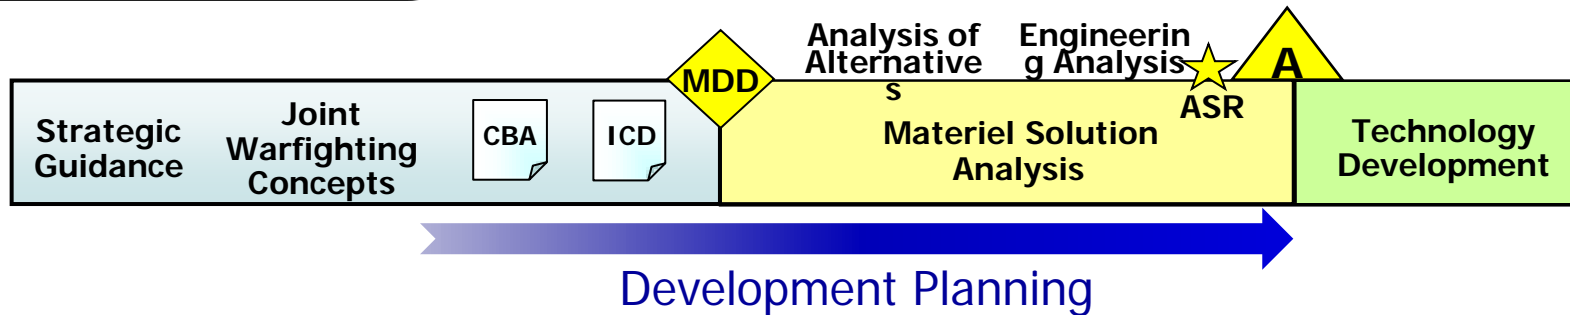 Strategic
Guidance
Joint
Warfighting
Concepts
CBA
ICD
MDD
Analysis of
Alternative
s
Engineerin
g Analysis
ASR
A
Materiel Solution
Analysis
Technology
Development
Development Planning